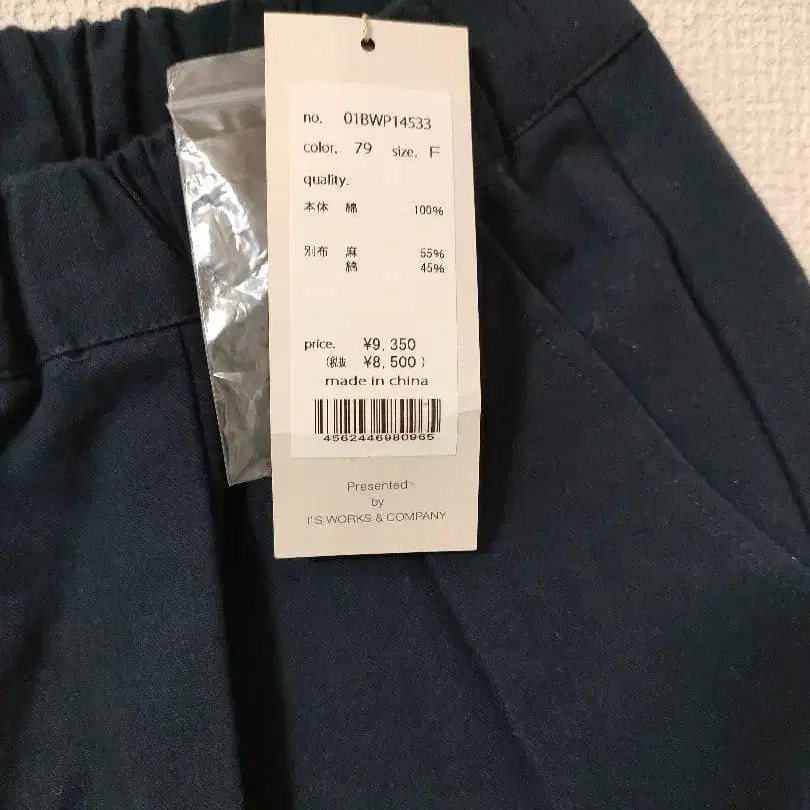 no. 01BWP14533
color. 79 size. F
quality.
本体 綿 100%
別布 麻 55%
綿 45%
price. ¥9,350
(税抜 ¥8,500 )
made in china
4562446980965
Presented
by
I'S WORKS & COMPANY